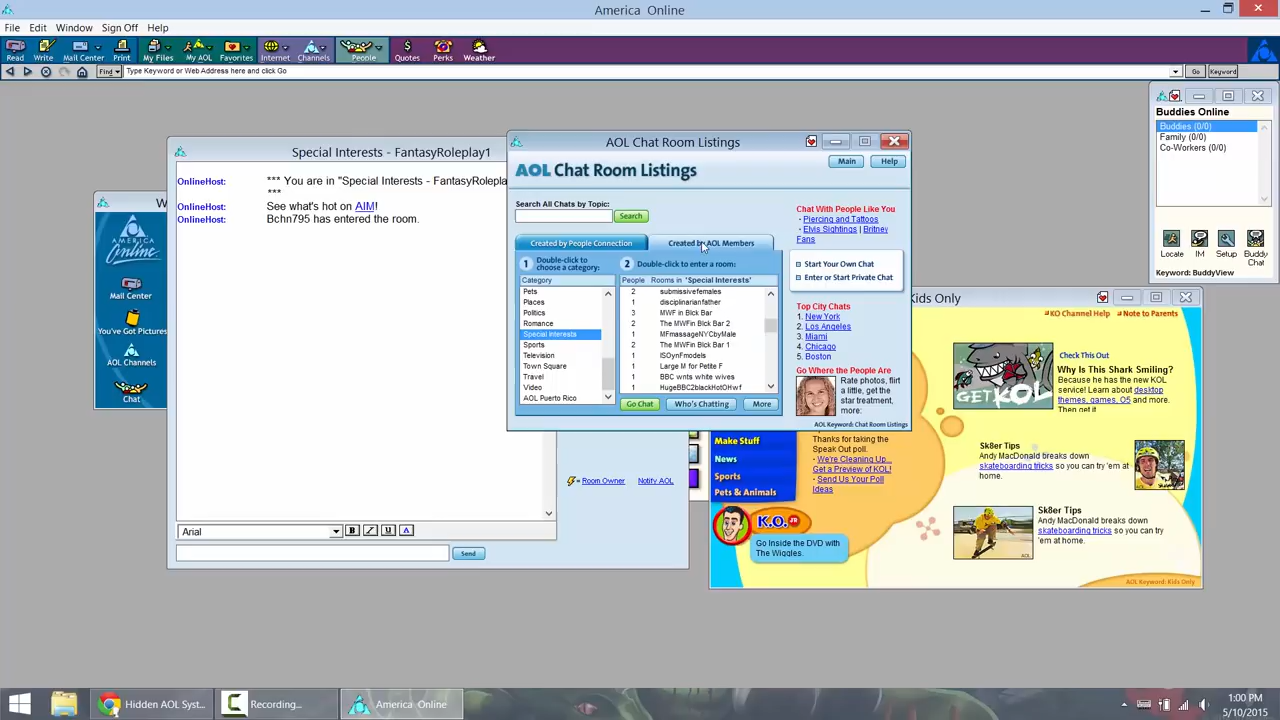 America Online
File Edit Window Sign Off Help
Read Write Mail Center Print My Files My AOL Favorites Internet Channels People Quotes Perks Weather
Find Type Keyword or Web Address here and click Go Go Keyword
Buddies Online
Buddies (0/0)
Family (0/0)
Co-Workers (0/0)
Locate IM Setup Buddy Chat
Keyword: BuddyView
W
AMERICA Online
Mail Center
You've Got Pictures
AOL Channels
Chat
Special Interests - FantasyRoleplay1
OnlineHost: *** You are in "Special Interests - FantasyRolepla
***
OnlineHost: See what's hot on AIM!
OnlineHost: Bchn795 has entered the room.
= Room Owner Notify AOL
Arial B I U A
Send
AOL Chat Room Listings
AOL Chat Room Listings
Main Help
Search All Chats by Topic:
Search
Created by People Connection Created by AOL Members
1 Double-click to choose a category:
2 Double-click to enter a room:
Category
Pets
Places
Politics
Romance
Special Interests
Sports
Television
Town Square
Travel
Video
AOL Puerto Rico
People Rooms in 'Special Interests'
2 submissivefemales
1 disciplinarianfather
3 MWF in Blck Bar
2 The MWFin Blck Bar 2
1 MFmassageNYCbyMale
2 The MWFin Blck Bar 1
1 ISOynFmodels
1 Large M for Petite F
1 BBC wnts white wives
1 HugeBBC2blackHotOHwf
Go Chat Who's Chatting More
Chat With People Like You
· Piercing and Tattoos
· Elvis Sightings | Britney
Fans
Start Your Own Chat
Enter or Start Private Chat
Top City Chats
1. New York
2. Los Angeles
3. Miami
4. Chicago
5. Boston
Go Where the People Are
Rate photos, flirt
a little, get the
star treatment,
more:
AOL Keyword: Chat Room Listings
Kids Only
KO Channel Help Note to Parents
GET KOL
Check This Out
Why Is This Shark Smiling?
Because he has the new KOL
service! Learn about desktop
themes, games, O5 and more.
Then get it.
Make Stuff
News
Sports
Pets & Animals
Thanks for taking the
Speak Out poll.
· We're Cleaning Up...
Get a Preview of KOL!
· Send Us Your Poll
Ideas
Sk8er Tips
Andy MacDonald breaks down
skateboarding tricks so you can try 'em at
home.
K.O. JR
Go Inside the DVD with
The Wiggles.
Sk8er Tips
Andy MacDonald breaks down
skateboarding tricks so you can try
'em at home.
AOL Keyword: Kids Only
Hidden AOL Syst... Recording... America Online
1:00 PM
5/10/2015